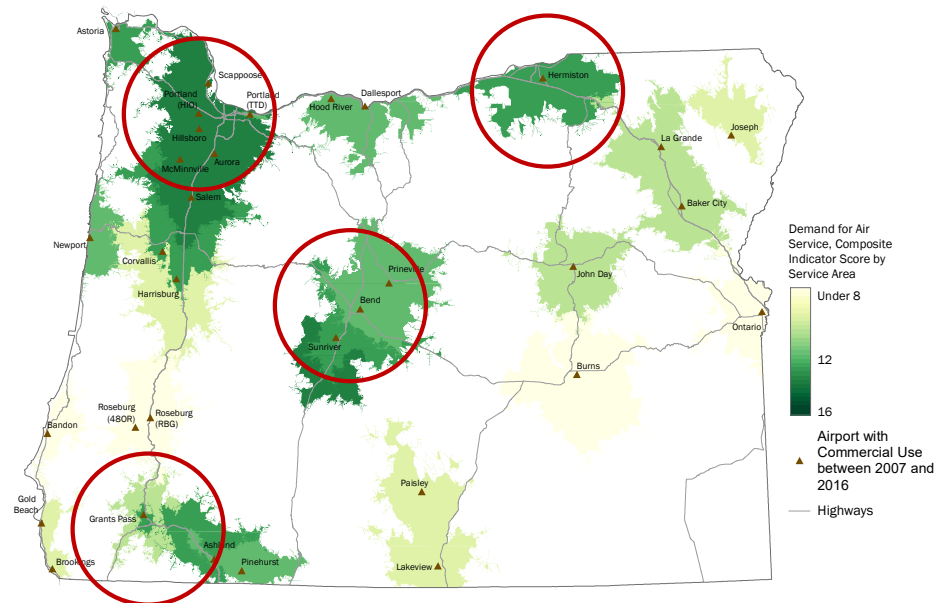 Astoria
Scappoose
Portland
(HIO)
Portland
(TTD)
Hillsboro
McMinnville
Aurora
Salem
Hood River
Dallesport
Hermiston
La Grande
Joseph
Baker City
Newport
Corvallis
Harrisburg
Prineville
Bend
Sunriver
John Day
Ontario
Burns
Roseburg
(48OR)
Roseburg
(RBG)
Bandon
Gold
Beach
Brookings
Grants Pass
Ashland
Pinehurst
Paisley
Lakeview
Demand for Air
Service, Composite
Indicator Score by
Service Area
Under 8
12
16
Airport with
Commercial Use
between 2007 and
2016
Highways